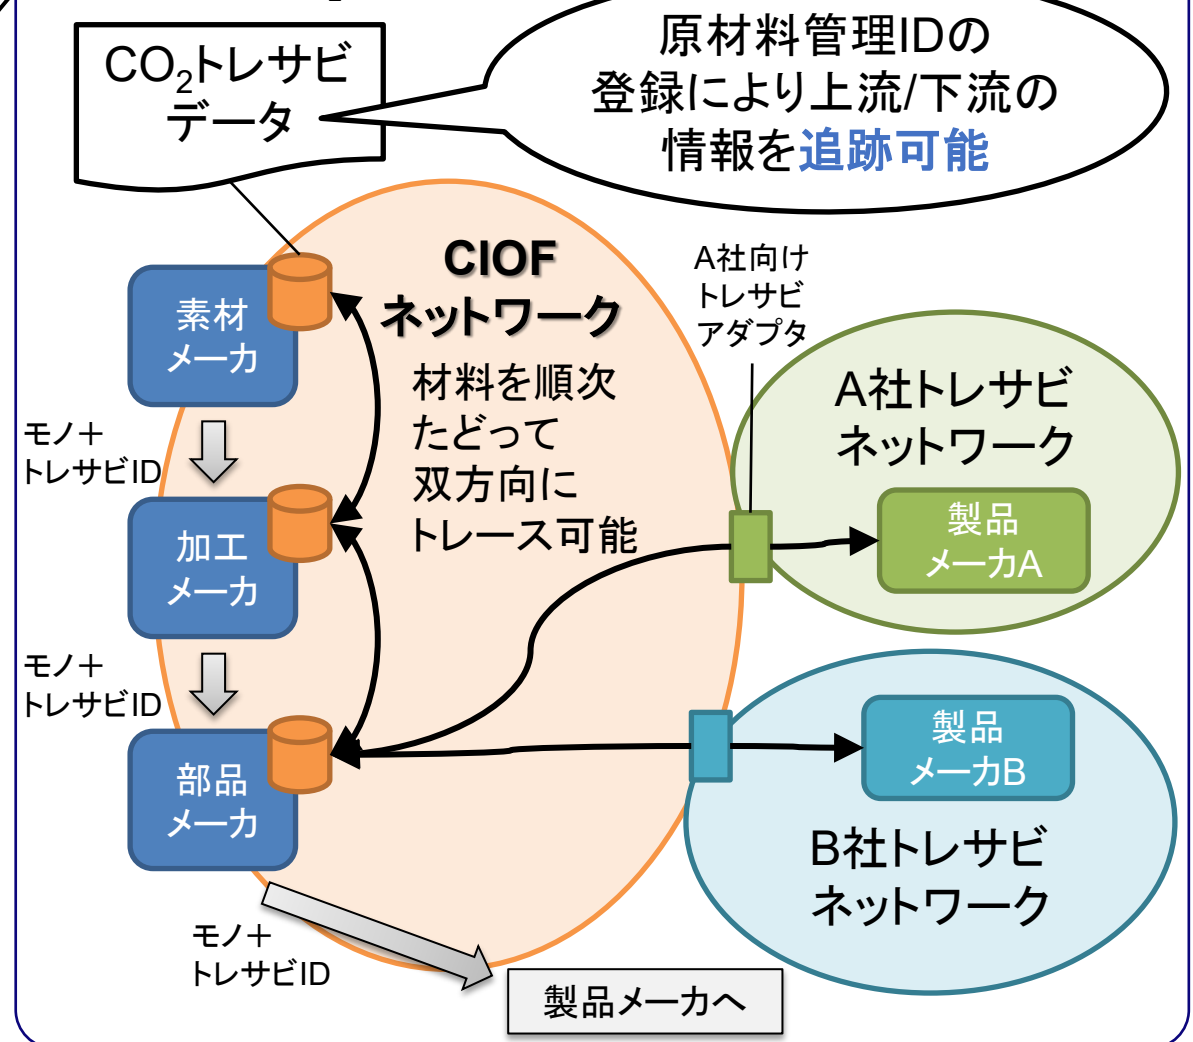 CO₂トレサビ
データ
原材料管理IDの
登録により上流/下流の
情報を追跡可能
CIOF
ネットワーク
材料を順次
たどって
双方向に
トレース可能
A社向け
トレサビ
アダプタ
素材
メーカ
モノ＋
トレサビID
加工
メーカ
モノ＋
トレサビID
部品
メーカ
モノ＋
トレサビID
製品メーカへ
A社トレサビ
ネットワーク
製品
メーカA
製品
メーカB
B社トレサビ
ネットワーク